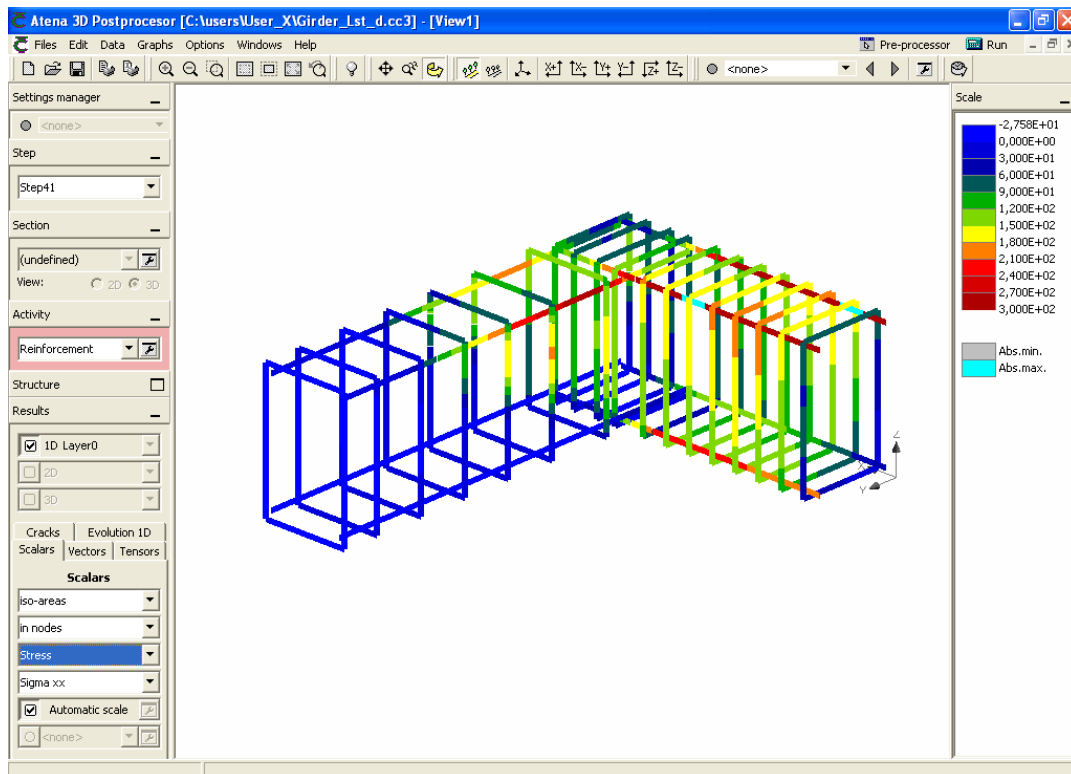 Atena 3D Postprocesor [C:\users\User_X\Girder_Lst_d.cc3] - [View1]
Files Edit Data Graphs Options Windows Help Pre-processor Run
<none>
Settings manager
<none>
Step
Step41
Section
(undefined)
View: 2D 3D
Activity
Reinforcement
Structure
Results
1D Layer0
2D
3D
Cracks Evolution 1D
Scalars Vectors Tensors
Scalars
iso-areas
in nodes
Stress
Sigma xx
Automatic scale
<none>
Z
X
Y
Scale
-2,758E+01
0,000E+00
3,000E+01
6,000E+01
9,000E+01
1,200E+02
1,500E+02
1,800E+02
2,100E+02
2,400E+02
2,700E+02
3,000E+02
Abs.min.
Abs.max.